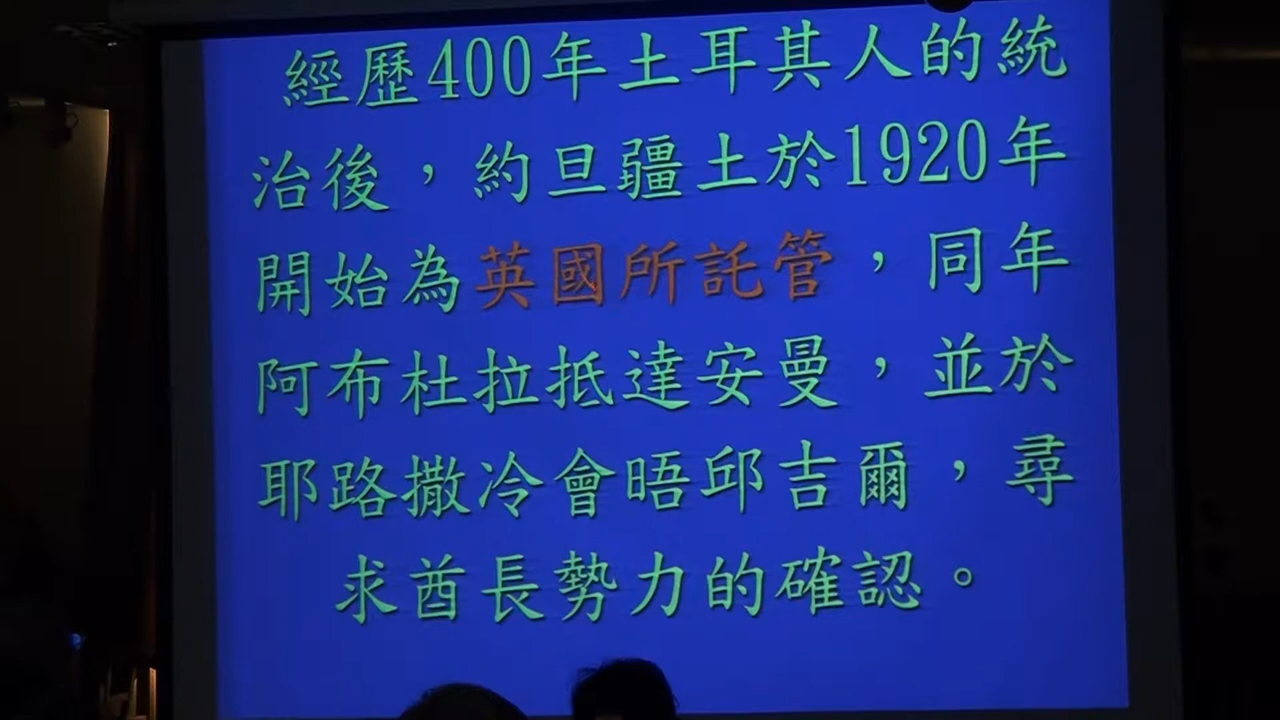 經歷400年土耳其人的統
治後，約旦疆土於1920年
開始為英國所託管，同年
阿布杜拉抵達安曼，並於
耶路撒冷會晤邱吉爾，尋
求酋長勢力的確認。